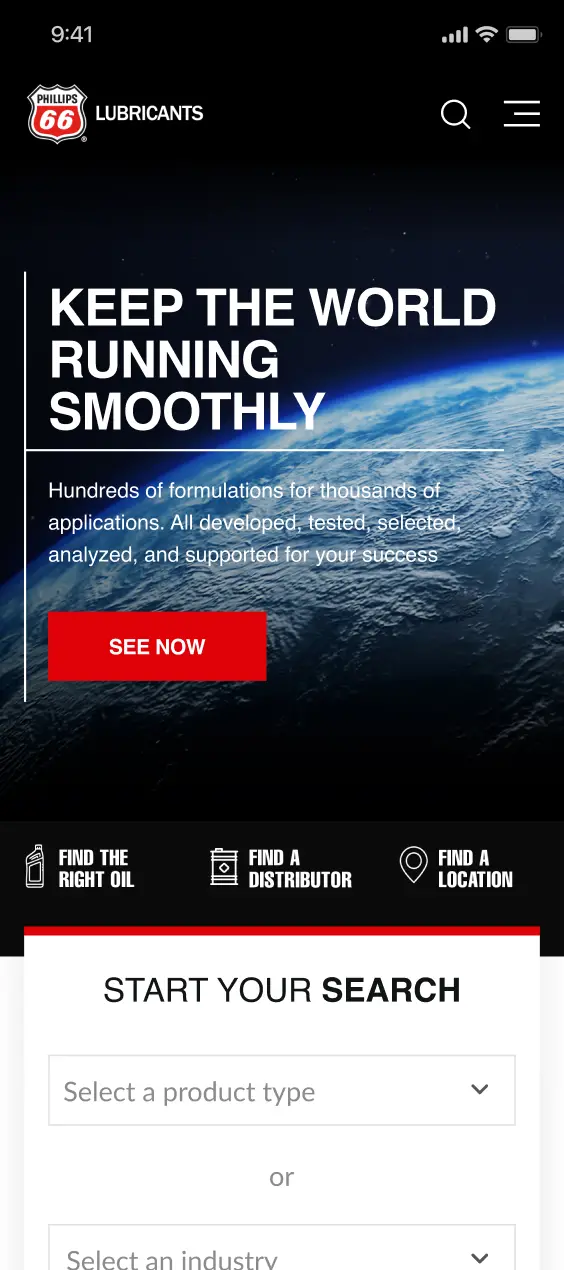 9:41
PHILLIPS
66
®
LUBRICANTS
KEEP THE WORLD
RUNNING
SMOOTHLY
Hundreds of formulations for thousands of
applications. All developed, tested, selected,
analyzed, and supported for your success
SEE NOW
FIND THE
RIGHT OIL
FIND A
DISTRIBUTOR
FIND A
LOCATION
START YOUR SEARCH
Select a product type
or
Select an industry